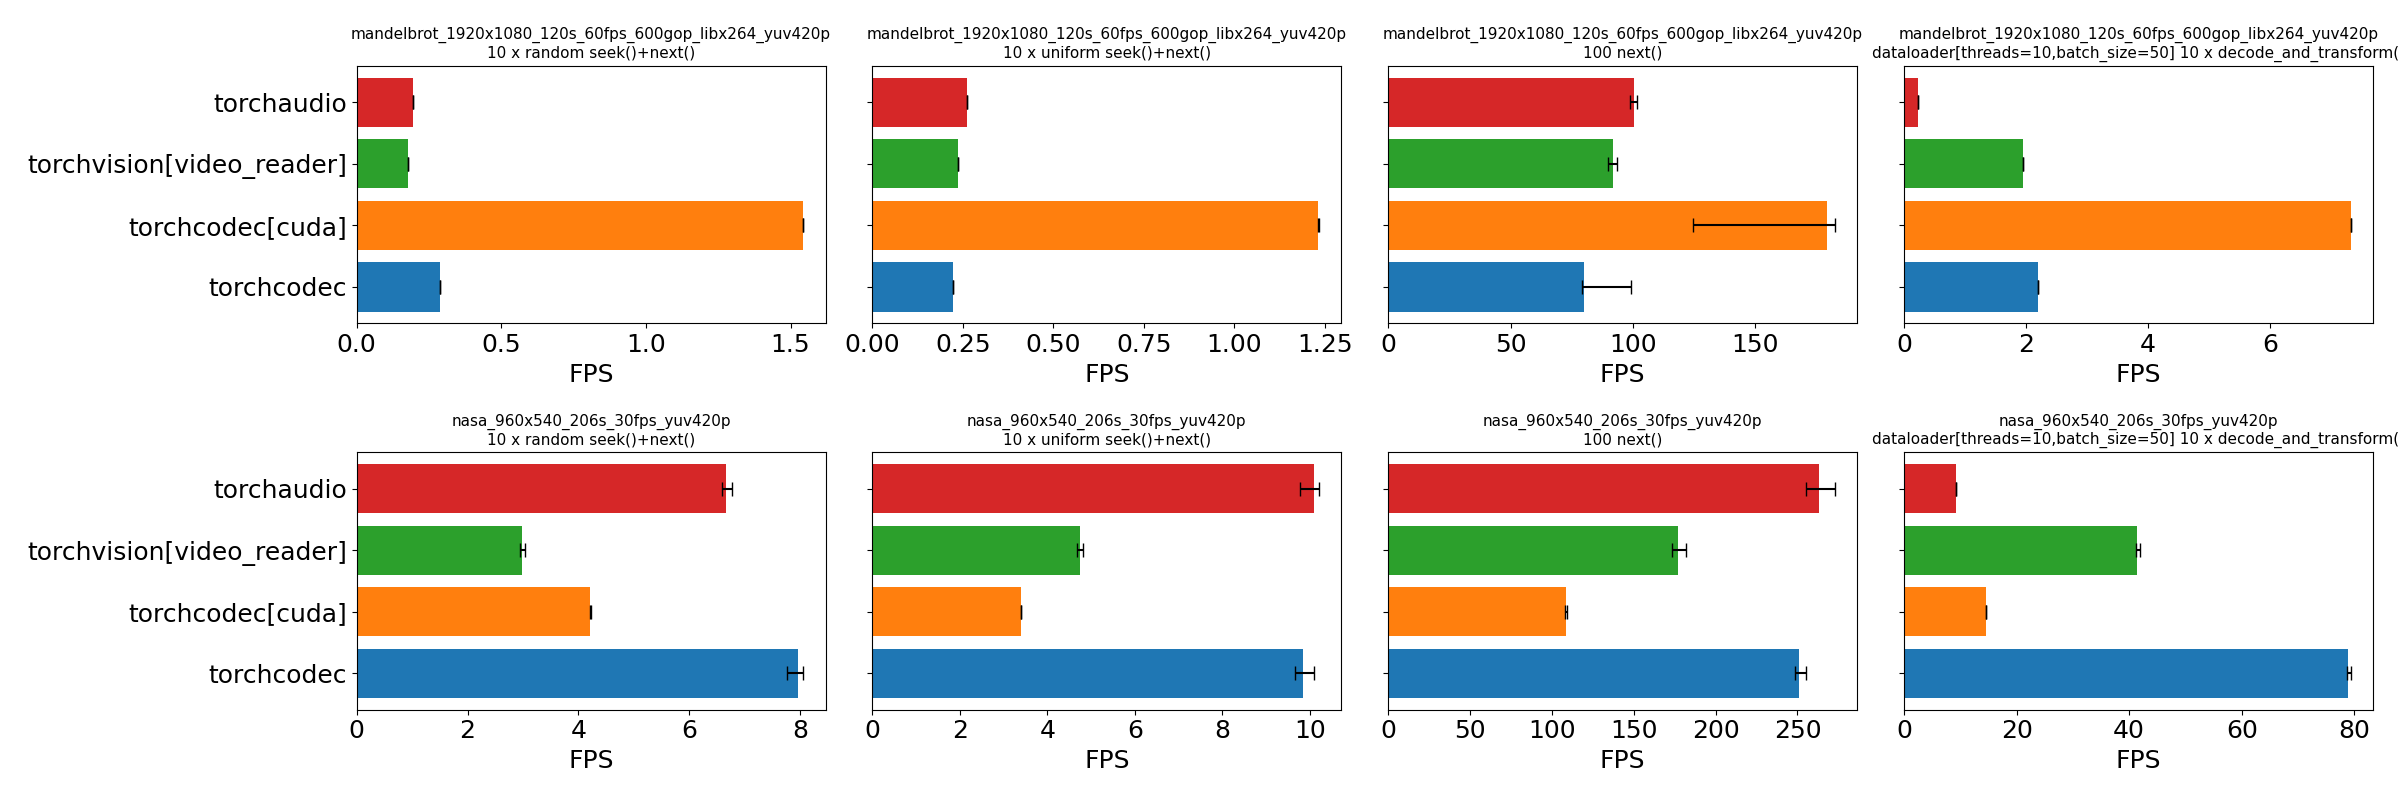 mandelbrot_1920x1080_120s_60fps_600gop_libx264_yuv420p
10 x random seek()+next()
mandelbrot_1920x1080_120s_60fps_600gop_libx264_yuv420p
10 x uniform seek()+next()
mandelbrot_1920x1080_120s_60fps_600gop_libx264_yuv420p
100 next()
mandelbrot_1920x1080_120s_60fps_600gop_libx264_yuv420p
dataloader[threads=10,batch_size=50] 10 x decode_and_transform(
torchaudio
torchvision[video_reader]
torchcodec[cuda]
torchcodec
0.0 0.5 1.0 1.5
FPS
0.00 0.25 0.50 0.75 1.00 1.25
FPS
0 50 100 150
FPS
0 2 4 6
FPS
nasa_960x540_206s_30fps_yuv420p
10 x random seek()+next()
nasa_960x540_206s_30fps_yuv420p
10 x uniform seek()+next()
nasa_960x540_206s_30fps_yuv420p
100 next()
nasa_960x540_206s_30fps_yuv420p
dataloader[threads=10,batch_size=50] 10 x decode_and_transform(
torchaudio
torchvision[video_reader]
torchcodec[cuda]
torchcodec
0 2 4 6 8
FPS
0 2 4 6 8 10
FPS
0 50 100 150 200 250
FPS
0 20 40 60 80
FPS